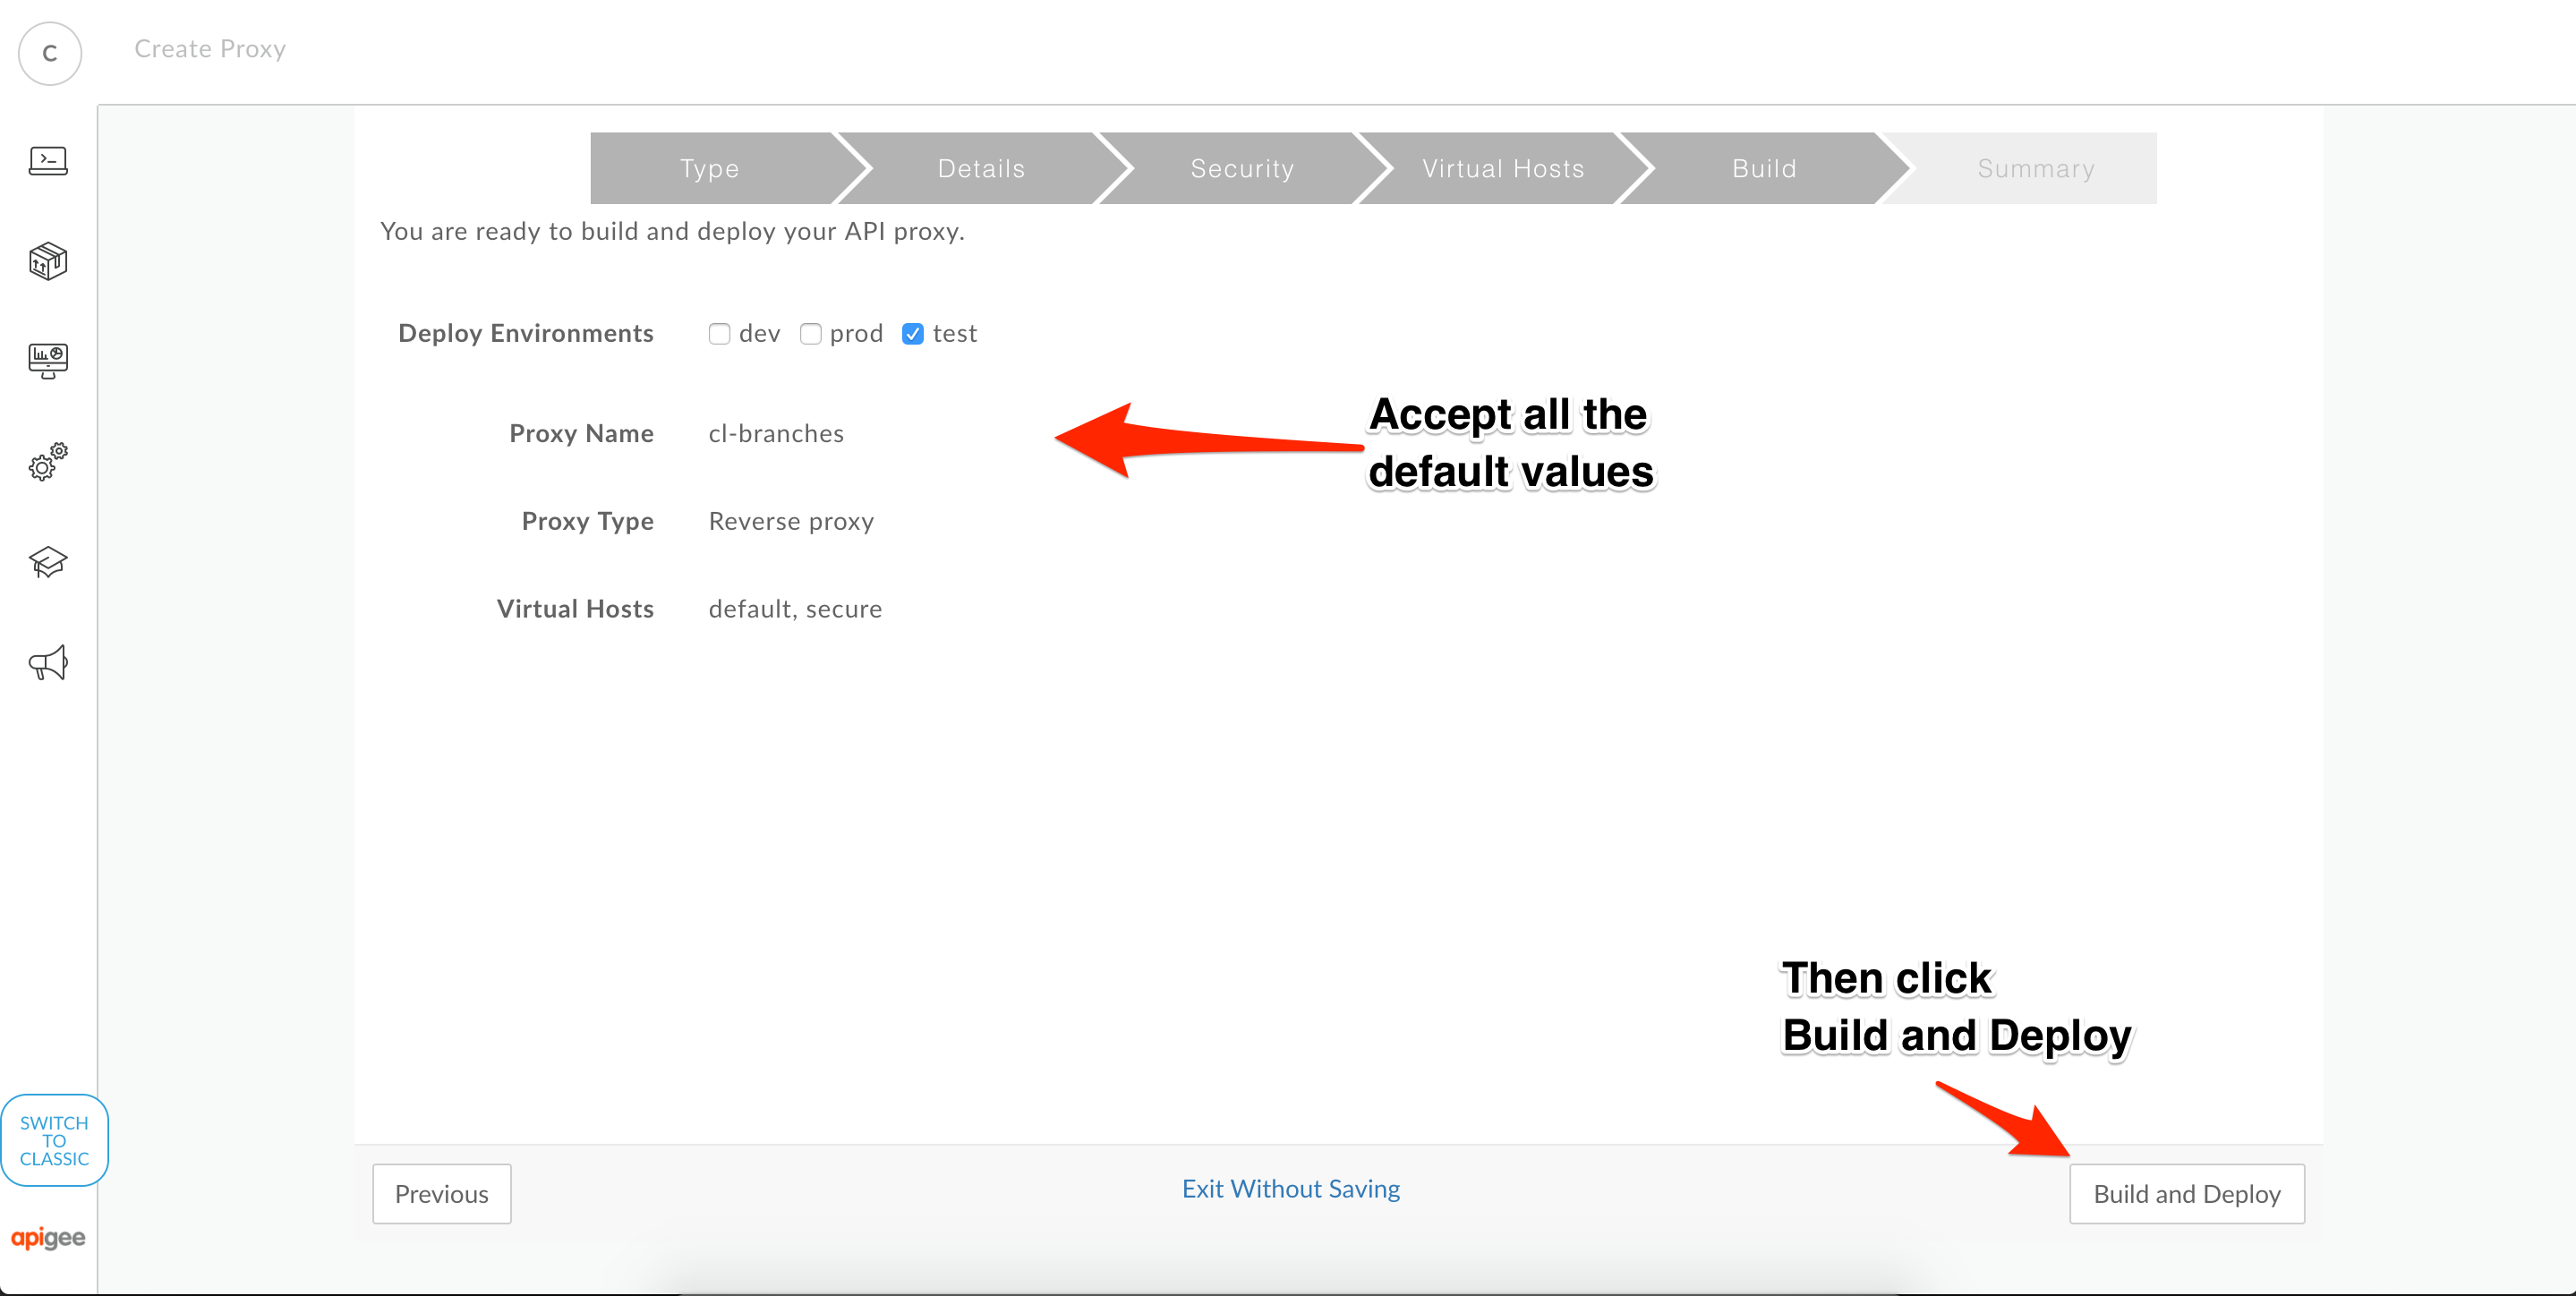 C
Create Proxy
Type
Details
Security
Virtual Hosts
Build
Summary
You are ready to build and deploy your API proxy.
Deploy Environments
dev
prod
test
Proxy Name
cl-branches
Accept all the
default values
Proxy Type
Reverse proxy
Virtual Hosts
default, secure
Then click
Build and Deploy
SWITCH
TO
CLASSIC
Previous
Exit Without Saving
Build and Deploy
apigee